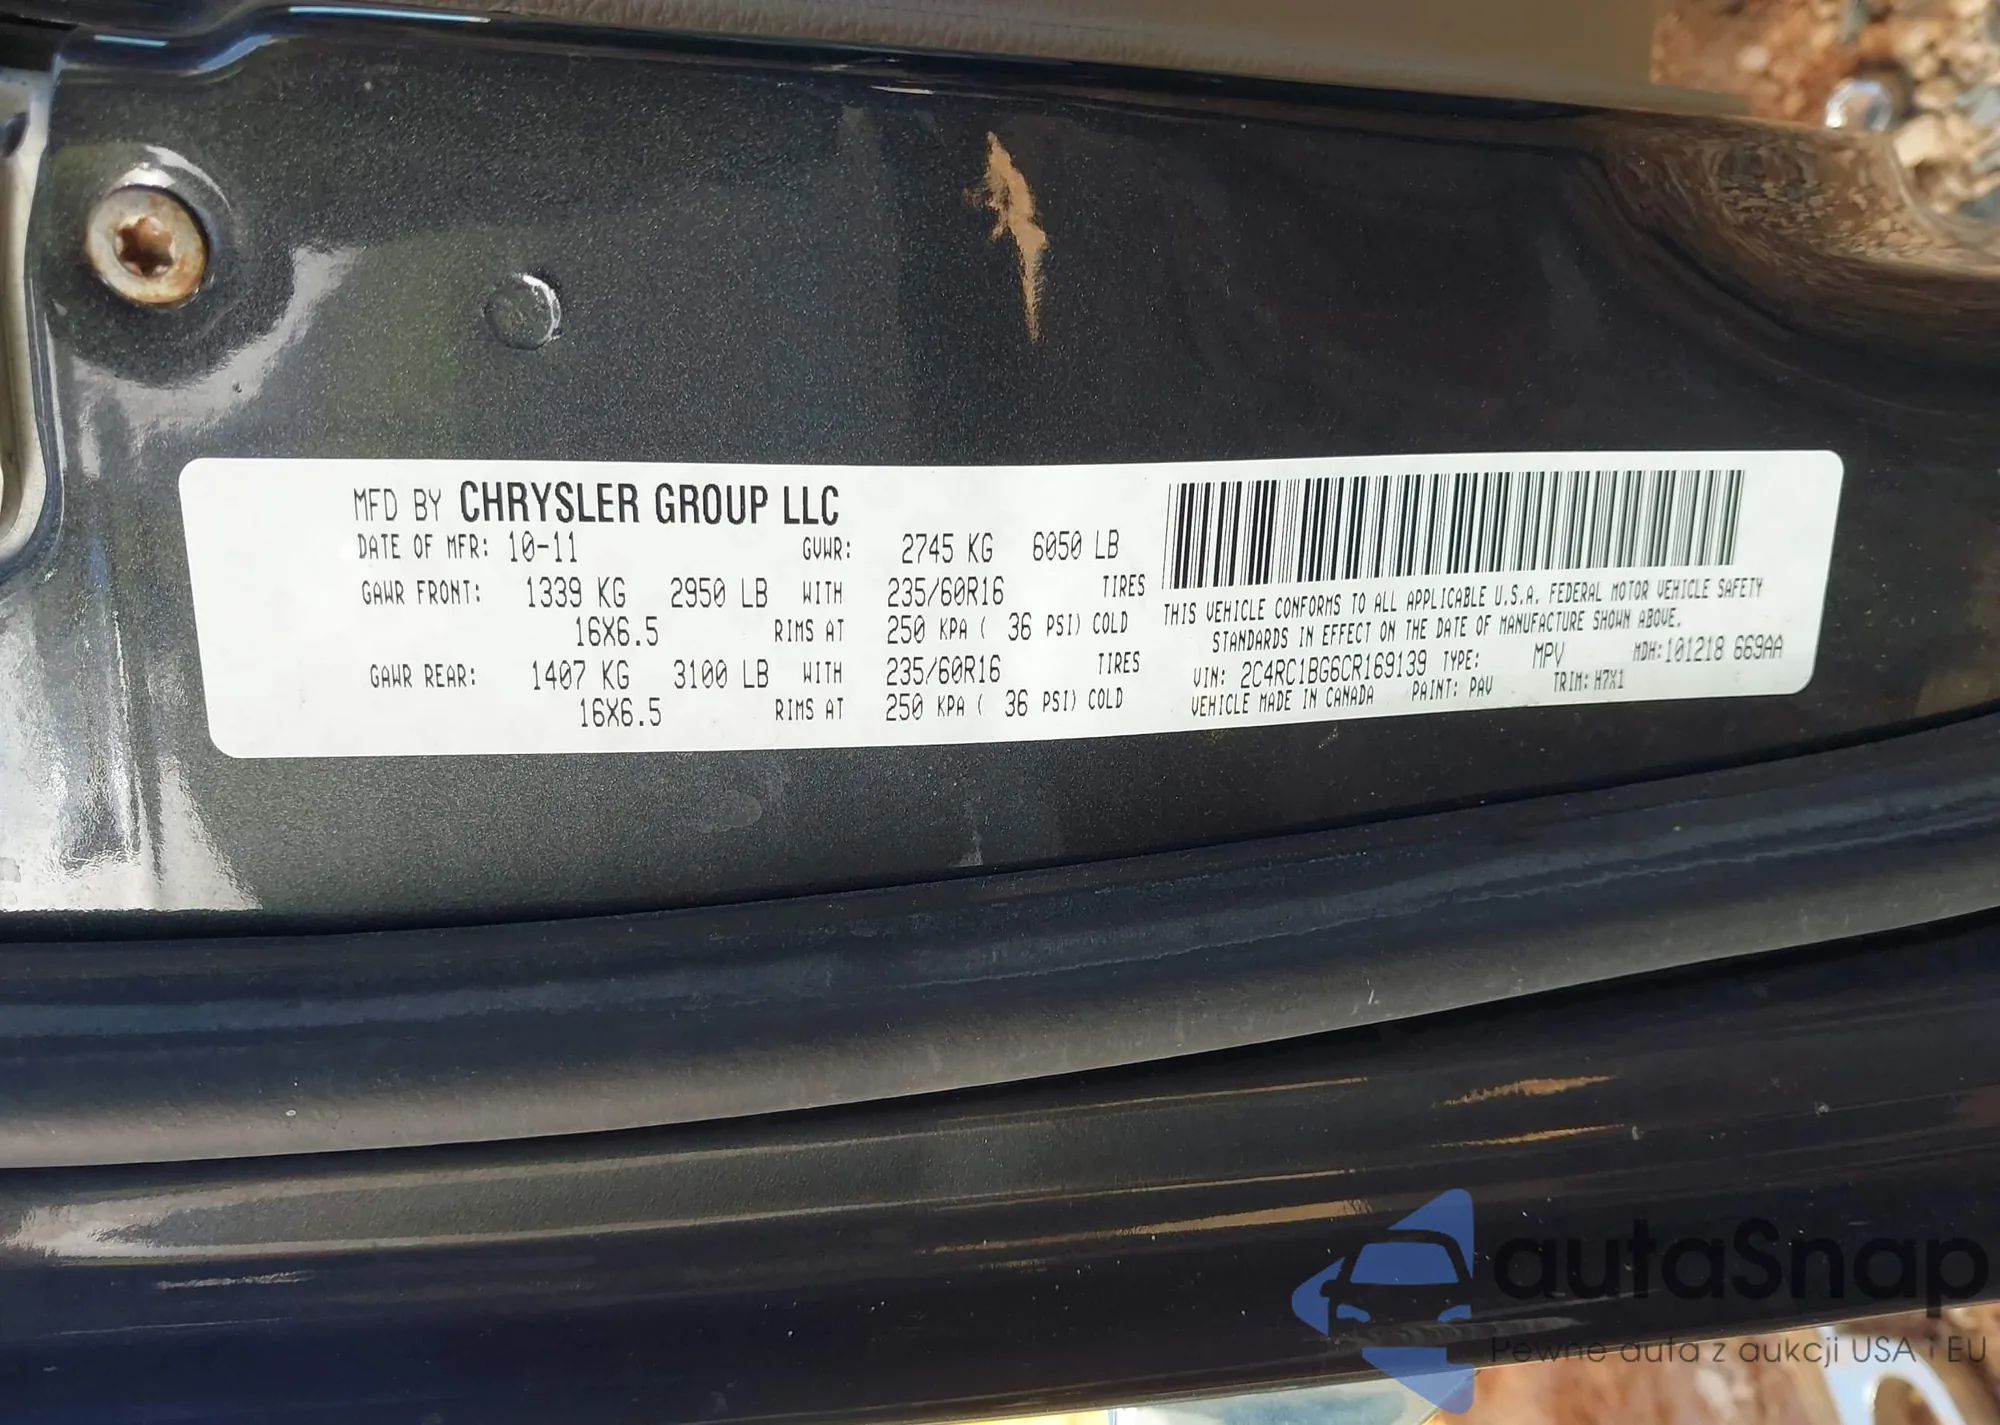 MFD BY CHRYSLER GROUP LLC
DATE OF MFR: 10-11 GVWR: 2745 KG 6050 LB
GAWR FRONT: 1339 KG 2950 LB WITH 235/60R16 TIRES
16X6.5 RIMS AT 250 KPA ( 36 PSI) COLD
GAWR REAR: 1407 KG 3100 LB WITH 235/60R16 TIRES
16X6.5 RIMS AT 250 KPA ( 36 PSI) COLD
THIS VEHICLE CONFORMS TO ALL APPLICABLE U.S.A. FEDERAL MOTOR VEHICLE SAFETY
STANDARDS IN EFFECT ON THE DATE OF MANUFACTURE SHOWN ABOVE.
VIN: 2C4RC1BG6CR169139 TYPE: MPV MDH:101218 669AA
VEHICLE MADE IN CANADA PAINT: PAV TRIM: H7X1
autaSnap
Pewne auta z aukcji USA i EU